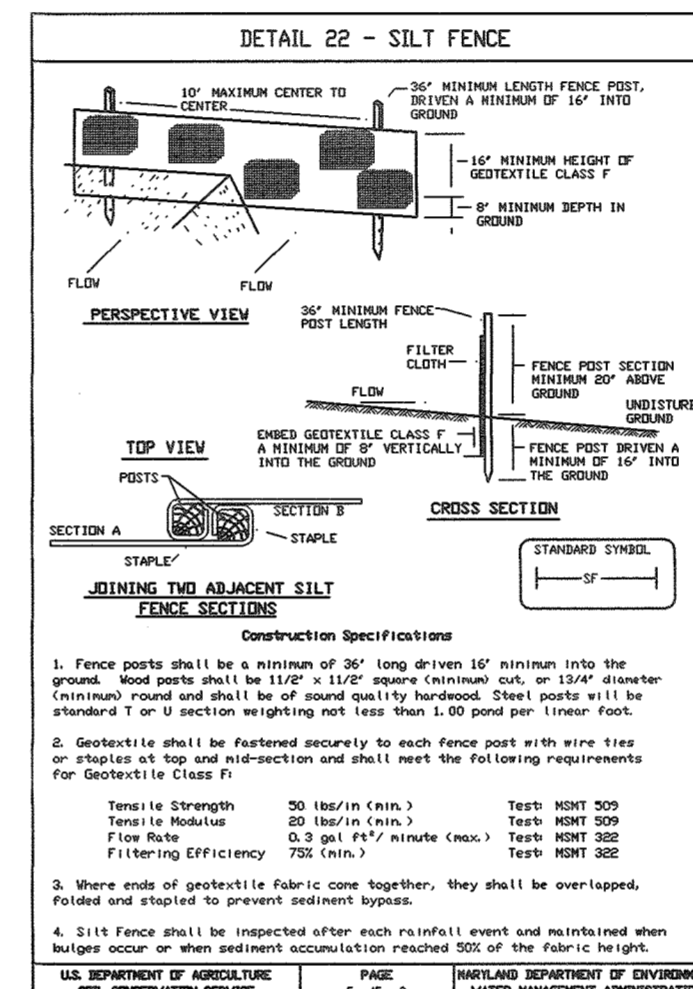 DETAIL 22 - SILT FENCE
10' MAXIMUM CENTER TO
CENTER
36' MINIMUM LENGTH FENCE POST,
DRIVEN A MINIMUM OF 16' INTO
GROUND
16' MINIMUM HEIGHT OF
GEOTEXTILE CLASS F
8' MINIMUM DEPTH IN
GROUND
FLOW
FLOW
PERSPECTIVE VIEW
36' MINIMUM FENCE
POST LENGTH
FILTER
CLOTH
FLOW
FENCE POST SECTION
MINIMUM 20' ABOVE
GROUND
UNDISTURB
GROUND
EMBED GEOTEXTILE CLASS F
A MINIMUM OF 8' VERTICALLY
INTO THE GROUND
FENCE POST DRIVEN A
MINIMUM OF 16' INTO
THE GROUND
CROSS SECTION
TOP VIEW
POSTS
SECTION B
SECTION A
STAPLE
STAPLE
JOINING TWO ADJACENT SILT
FENCE SECTIONS
STANDARD SYMBOL
SF
Construction Specifications
1. Fence posts shall be a minimum of 36' long driven 16' minimum into the
ground. Wood posts shall be 11/2' x 11/2' square (minimum) cut, or 13/4' diameter
(minimum) round and shall be of sound quality hardwood. Steel posts will be
standard T or U section weighting not less than 1.00 pond per linear foot.
2. Geotextile shall be fastened securely to each fence post with wire ties
or staples at top and mid-section and shall meet the following requirements
for Geotextile Class F:
Tensile Strength 50 lbs/in (min.) Test: MSMT 509
Tensile Modulus 20 lbs/in (min.) Test: MSMT 509
Flow Rate 0.3 gal ft²/ minute (max.) Test: MSMT 322
Filtering Efficiency 75% (min.) Test: MSMT 322
3. Where ends of geotextile fabric come together, they shall be overlapped,
folded and stapled to prevent sediment bypass.
4. Silt Fence shall be inspected after each rainfall event and maintained when
bulges occur or when sediment accumulation reached 50% of the fabric height.
U.S. DEPARTMENT OF AGRICULTURE
PAGE
MARYLAND DEPARTMENT OF ENVIRONM